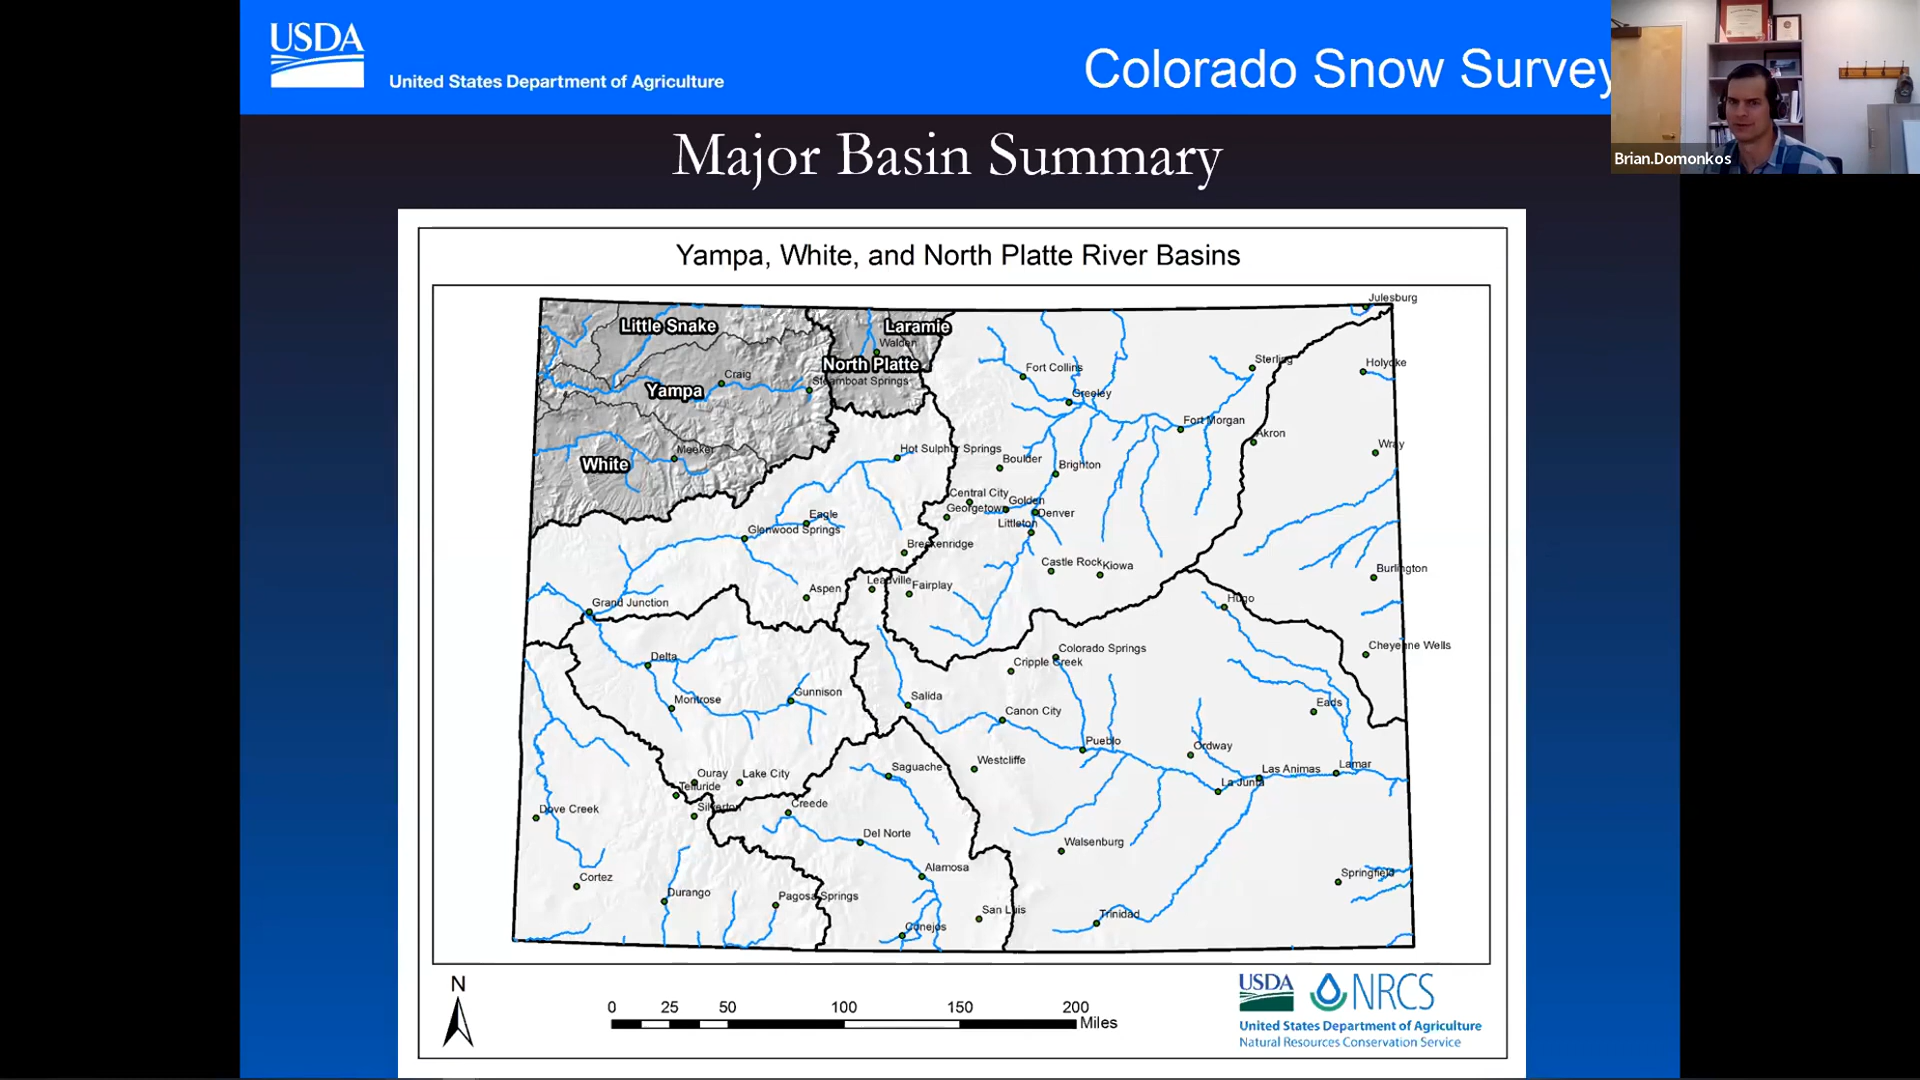 USDA
United States Department of Agriculture
Colorado Snow Survey
Brian.Domonkos
Major Basin Summary
Yampa, White, and North Platte River Basins
Julesburg
Little Snake
Laramie
Walden
North Platte
Sterling
Holyoke
Fort Collins
Craig
Steamboat Springs
Yampa
Greeley
Fort Morgan
Akron
Wray
Meeker
White
Hot Sulphur Springs
Boulder
Brighton
Central City
Golden
Georgetown
Denver
Littleton
Eagle
Glenwood Springs
Breckenridge
Castle Rock
Kiowa
Burlington
Leadville
Fairplay
Aspen
Grand Junction
Hugo
Cheyenne Wells
Colorado Springs
Cripple Creek
Delta
Montrose
Gunnison
Salida
Canon City
Eads
Pueblo
Ordway
Westcliffe
Saguache
Las Animas
Lamar
La Junta
Ouray
Lake City
Telluride
Silverton
Creede
Dove Creek
Del Norte
Walsenburg
Alamosa
Springfield
Cortez
Durango
Pagosa Springs
San Luis
Trinidad
Conejos
N
0 25 50 100 150 200
Miles
USDA NRCS
United States Department of Agriculture
Natural Resources Conservation Service